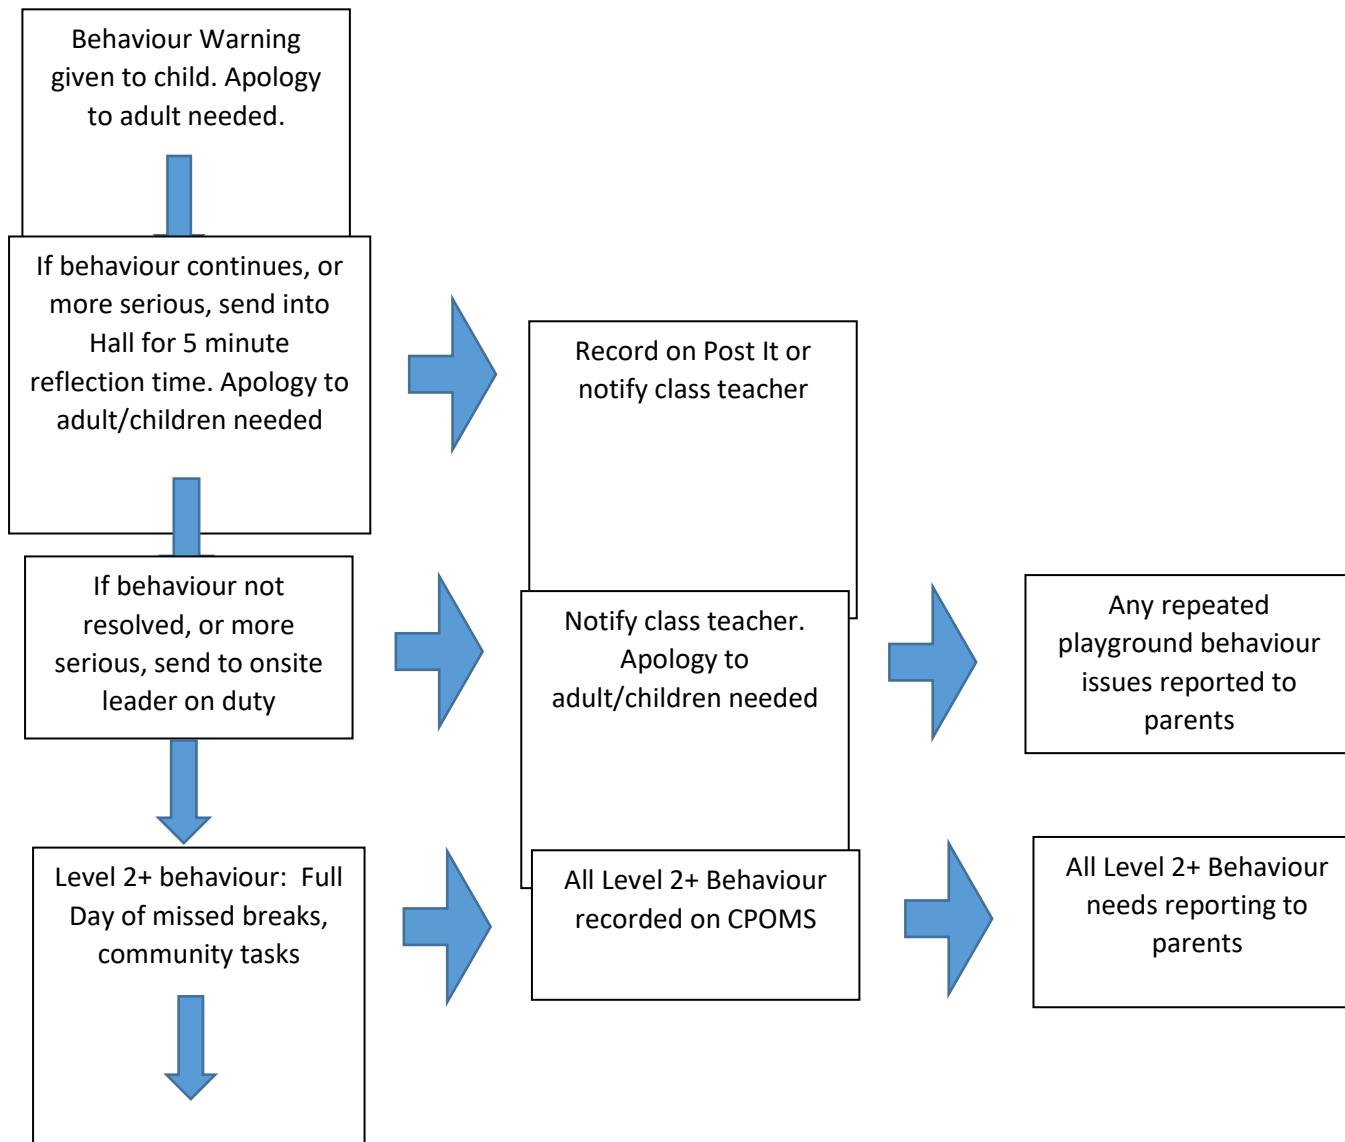 Behaviour Warning
given to child. Apology
to adult needed.
If behaviour continues, or
more serious, send into
Hall for 5 minute
reflection time. Apology to
adult/children needed
Record on Post It or
notify class teacher
If behaviour not
resolved, or more
serious, send to onsite
leader on duty
Notify class teacher.
Apology to
adult/children needed
Any repeated
playground behaviour
issues reported to
parents
Level 2+ behaviour:  Full
Day of missed breaks,
community tasks
All Level 2+ Behaviour
recorded on CPOMS
All Level 2+ Behaviour
needs reporting to
parents